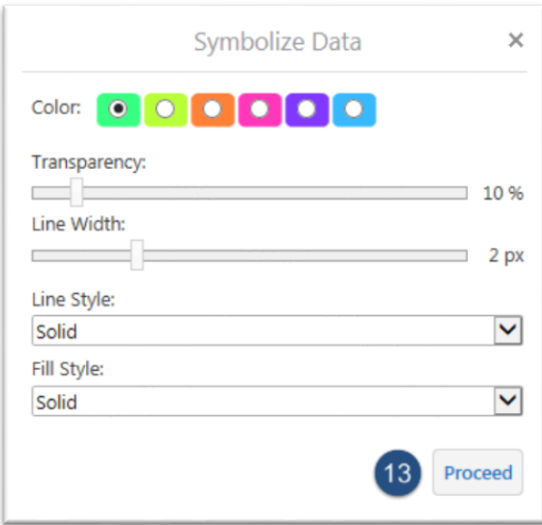 Symbolize Data ×
Color:
Transparency:
10 %
Line Width:
2 px
Line Style:
Solid
Fill Style:
Solid
13 Proceed